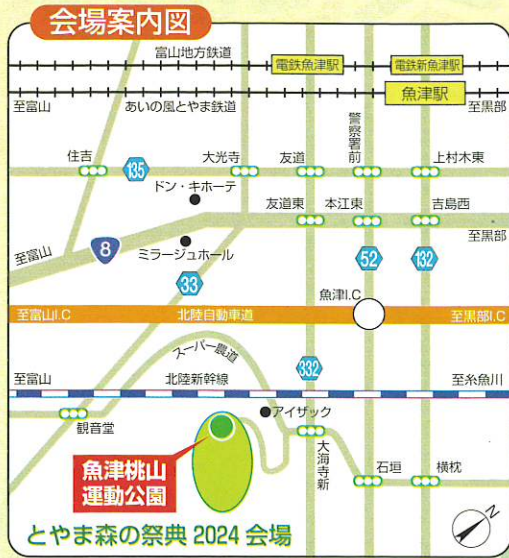 会場案内図
富山地方鉄道
電鉄魚津駅
電鉄新魚津駅
魚津駅
至富山
あいの風とやま鉄道
至黒部
警察署前
住吉
135
大光寺
友道
上村木東
ドン・キホーテ
友道東
本江東
吉島西
至黒部
至富山
8
ミラージュホール
33
52
132
魚津I.C
至富山I.C
北陸自動車道
至黒部I.C
スーパー農道
332
至富山
北陸新幹線
至糸魚川
観音堂
アイザック
大海寺新
魚津桃山
運動公園
石垣
横枕
とやま森の祭典 2024 会場
N